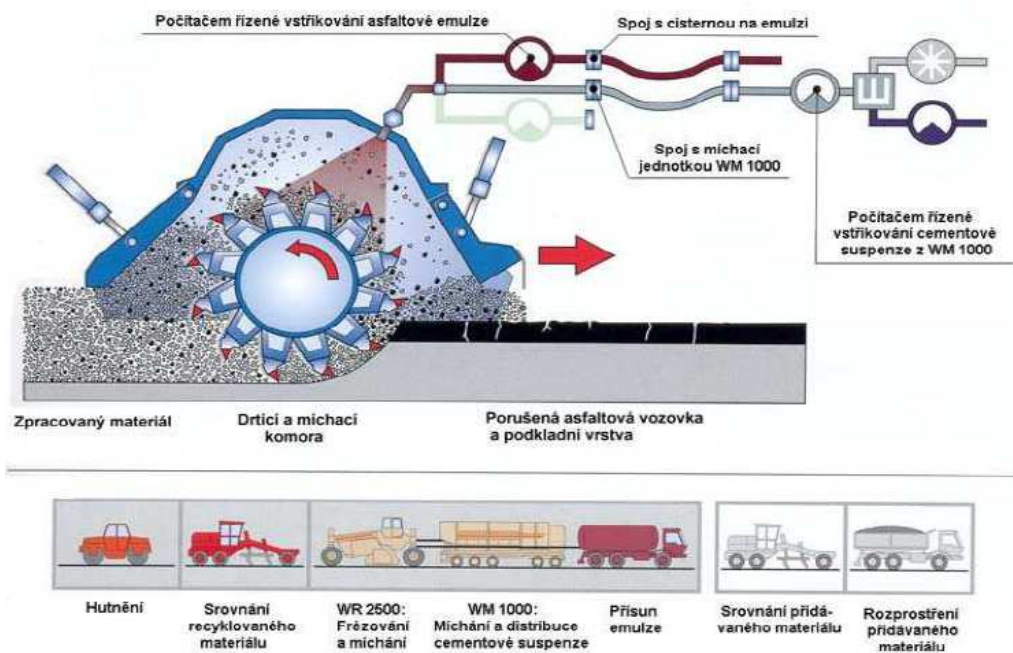 Počítačem řízené vstřikování asfaltové emulze
Spoj s cisternou na emulzi
Spoj s míchací
jednotkou WM 1000
Počítačem řízené
vstřikování cementové
suspenze z WM 1000
Zpracovaný materiál
Drtící a míchací
komora
Porušená asfaltová vozovka
a podkladní vrstva
Hutnění
Srovnání
recyklovaného
materiálu
WR 2500:
Frézování
a míchání
WM 1000:
Míchání a distribuce
cementové suspenze
Přísun
emulze
Srovnání přidá-
vaného materiálu
Rozprostření
přidávaného
materiálu